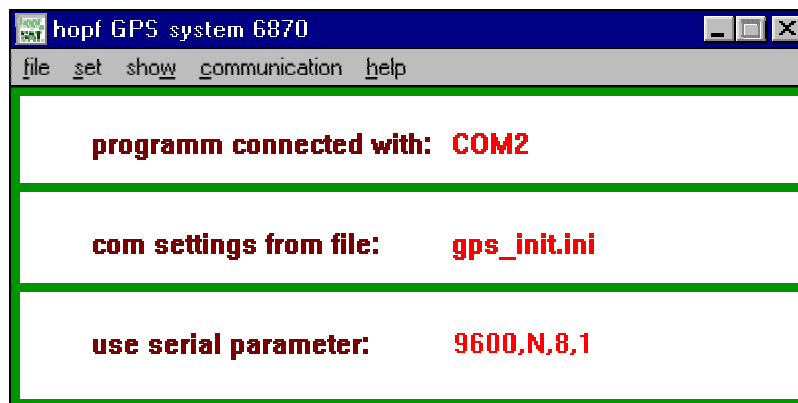 hopf GPS system 6870
file set show communication help
programm connected with: COM2
com settings from file: gps_init.ini
use serial parameter: 9600,N,8,1